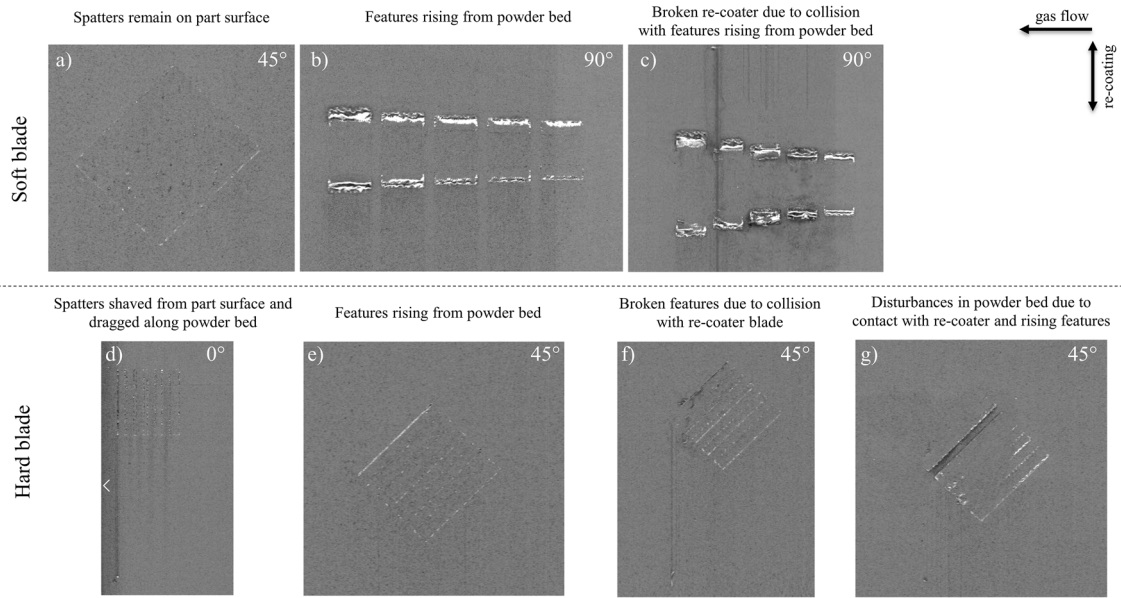 Spatters remain on part surface
Features rising from powder bed
Broken re-coater due to collision
with features rising from powder bed
gas flow
re-coating
Soft blade
a)
45°
b)
90°
c)
90°
Spatters shaved from part surface and
dragged along powder bed
Features rising from powder bed
Broken features due to collision
with re-coater blade
Disturbances in powder bed due to
contact with re-coater and rising features
Hard blade
d)
0°
e)
45°
f)
45°
g)
45°